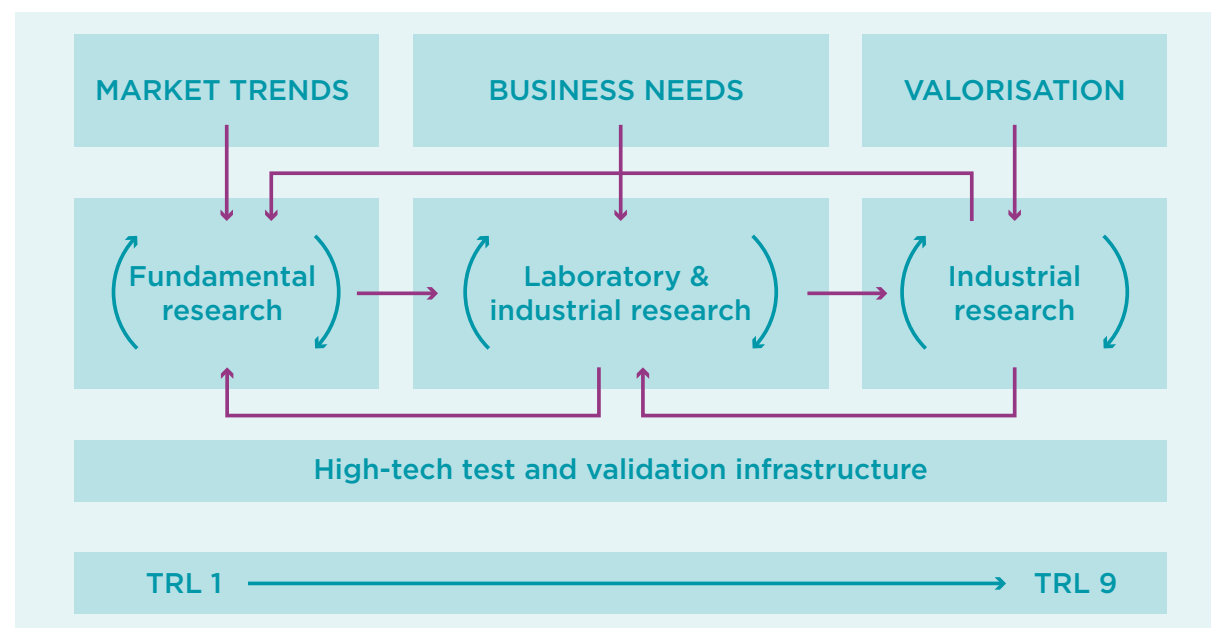 MARKET TRENDS
BUSINESS NEEDS
VALORISATION
Fundamental
research
Laboratory &
industrial research
Industrial
research
High-tech test and validation infrastructure
TRL 1
TRL 9